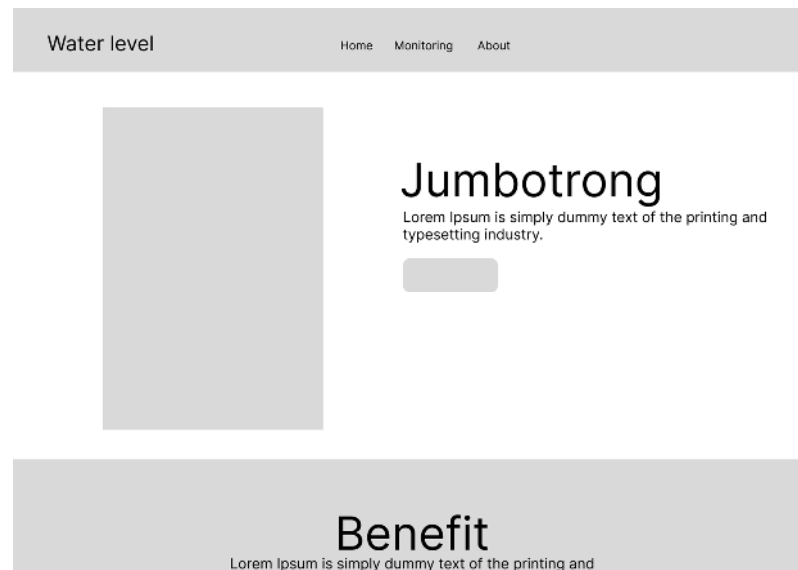 Water level
Home Monitoring About
Jumbotrong
Lorem Ipsum is simply dummy text of the printing and
typesetting industry.
Benefit
Lorem Ipsum is simply dummy text of the printing and